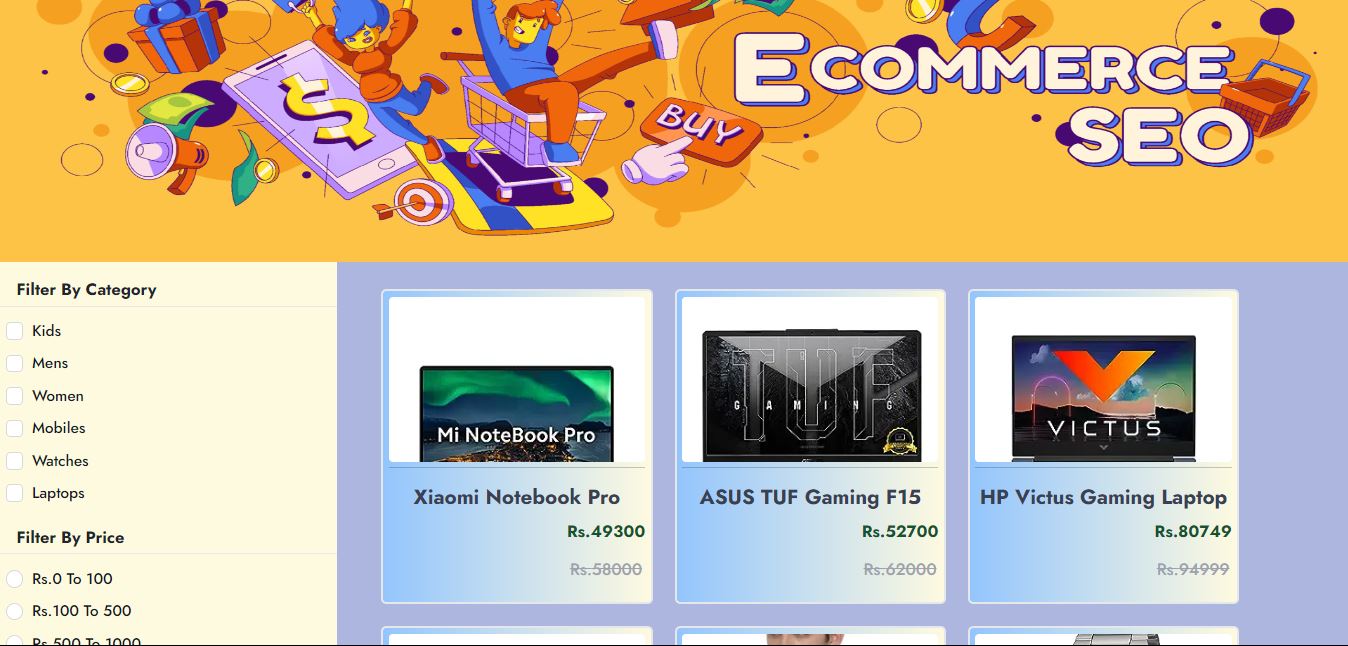 ECOMMERCE
SEO
BUY
$
Filter By Category
Kids
Mens
Women
Mobiles
Watches
Laptops
Filter By Price
Rs.0 To 100
Rs.100 To 500
Rs.500 To 1000
Mi NoteBook Pro
Xiaomi Notebook Pro
Rs.49300
Rs.58000
TUF
GAMING
ASUS TUF Gaming F15
Rs.52700
Rs.62000
VICTUS
HP Victus Gaming Laptop
Rs.80749
Rs.94999